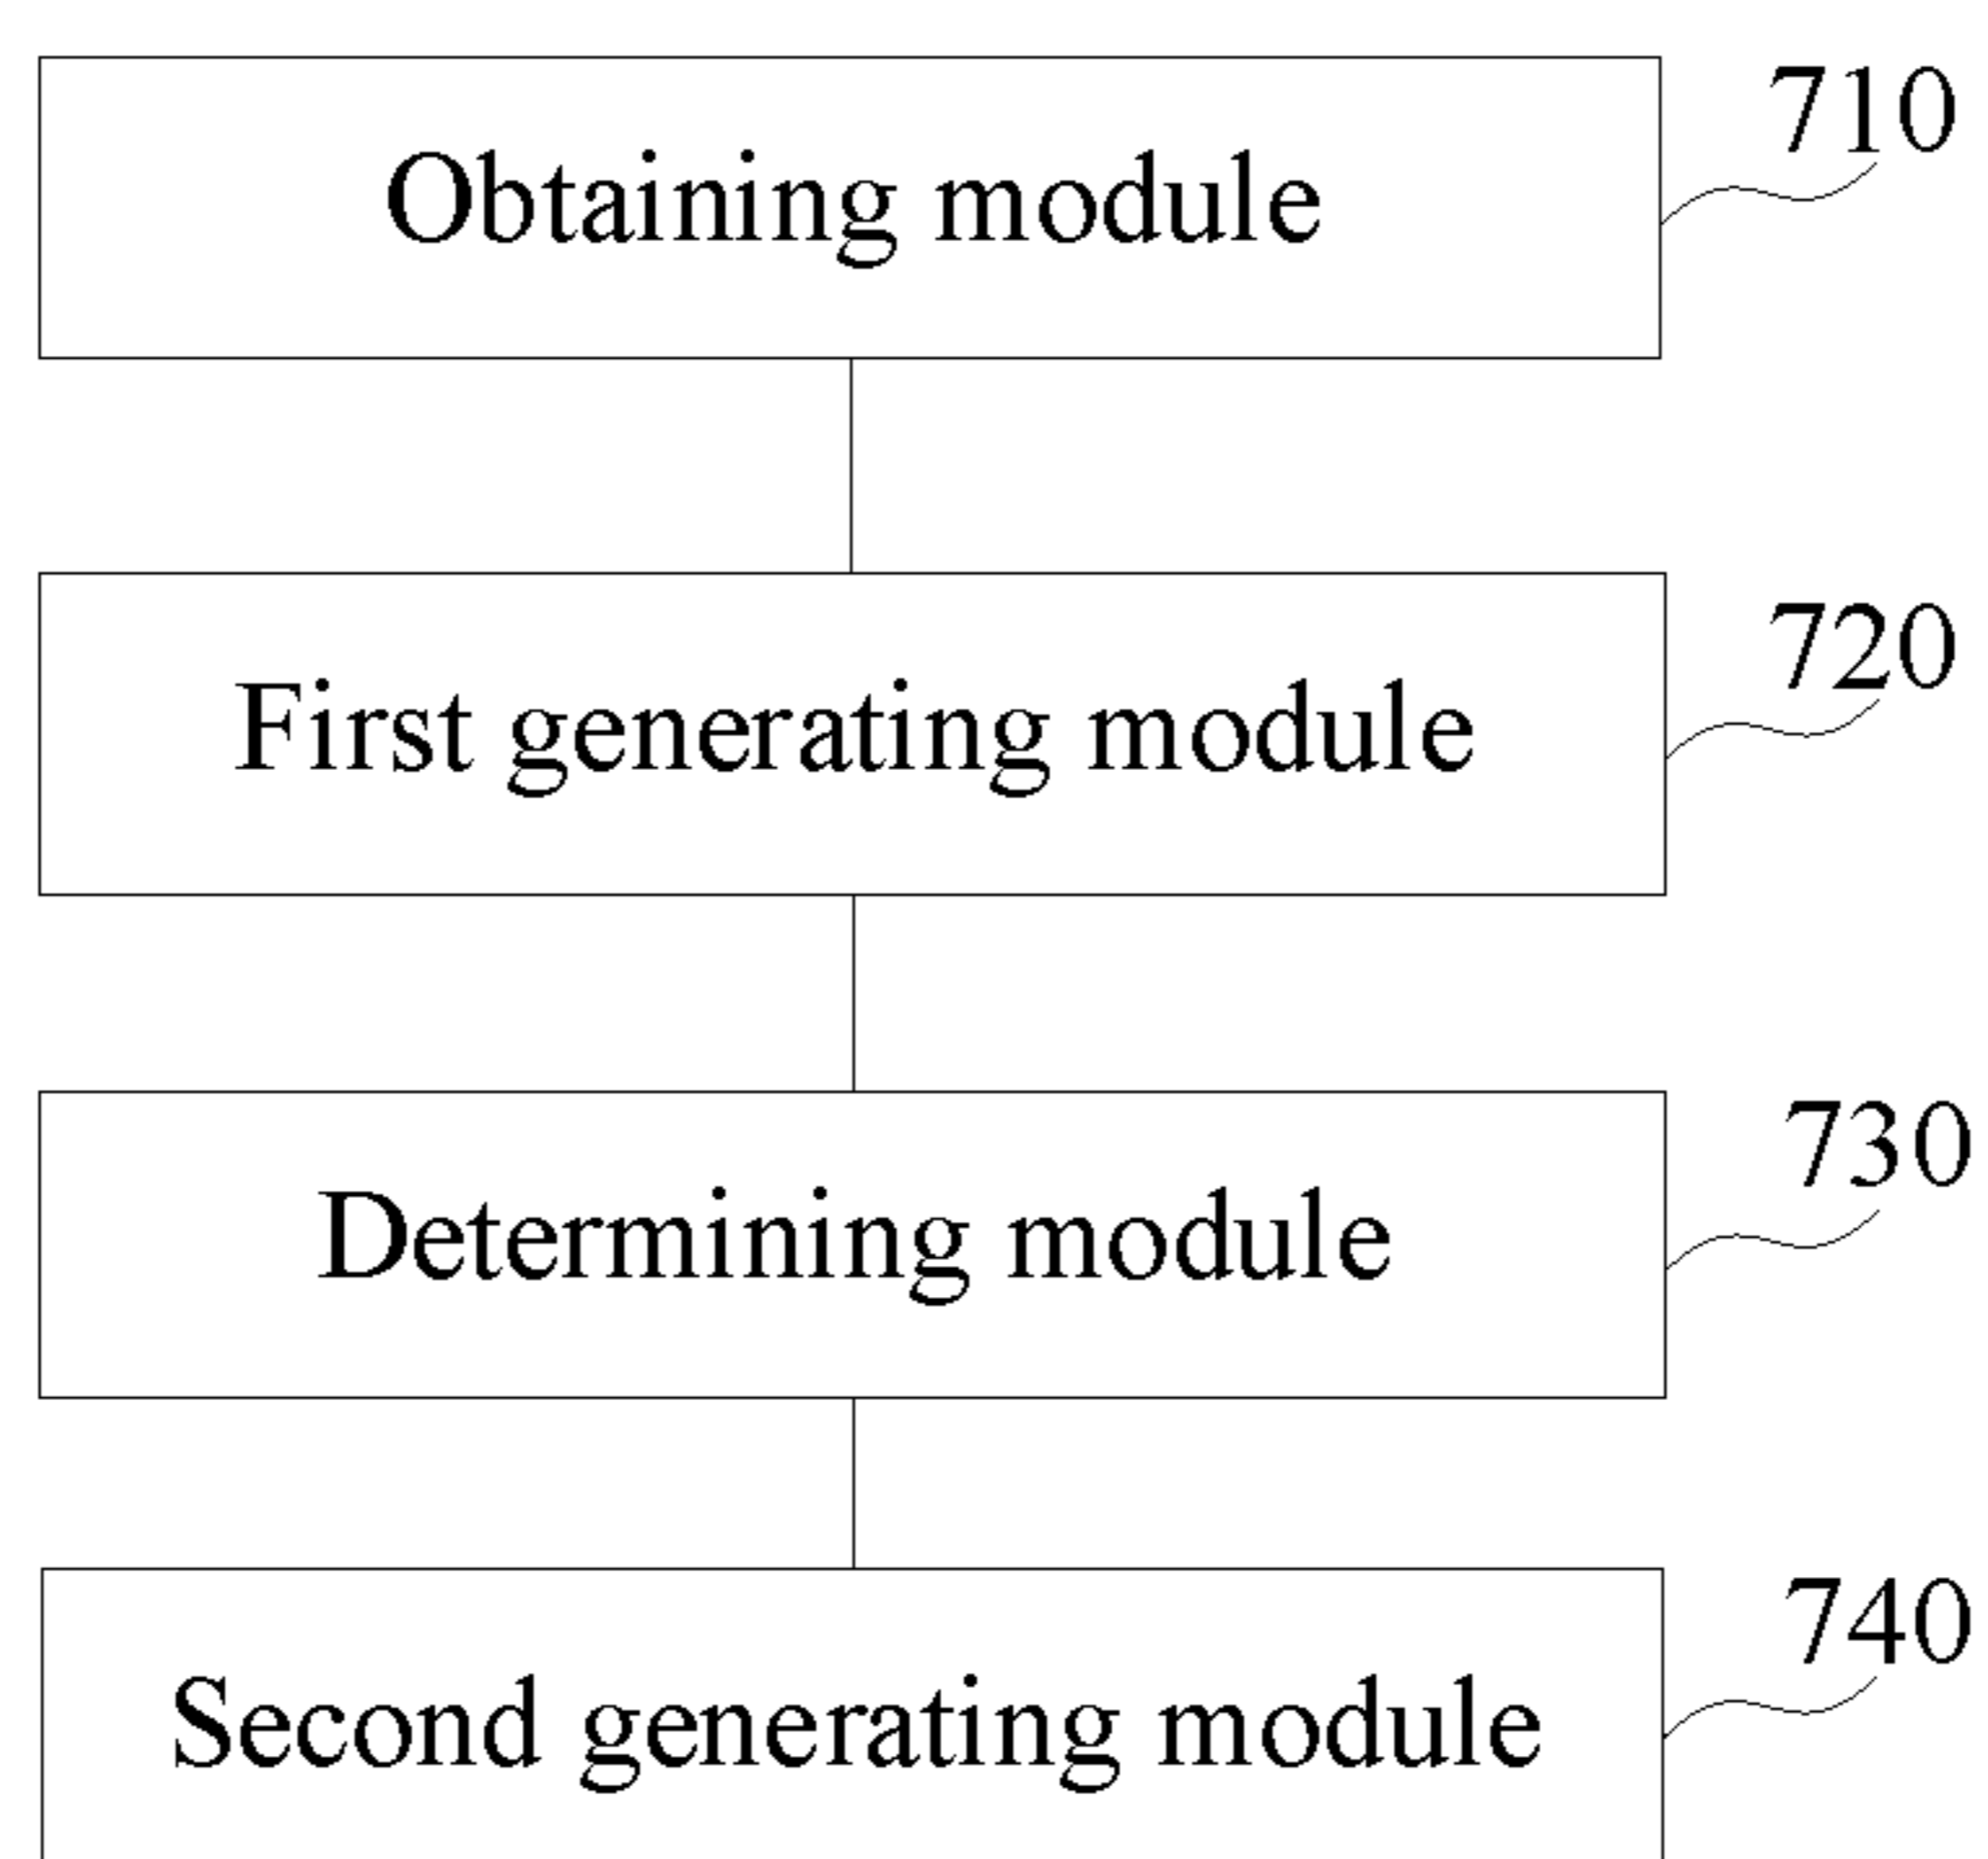 Obtaining module
710
First generating module
720
Determining module
730
Second generating module
740